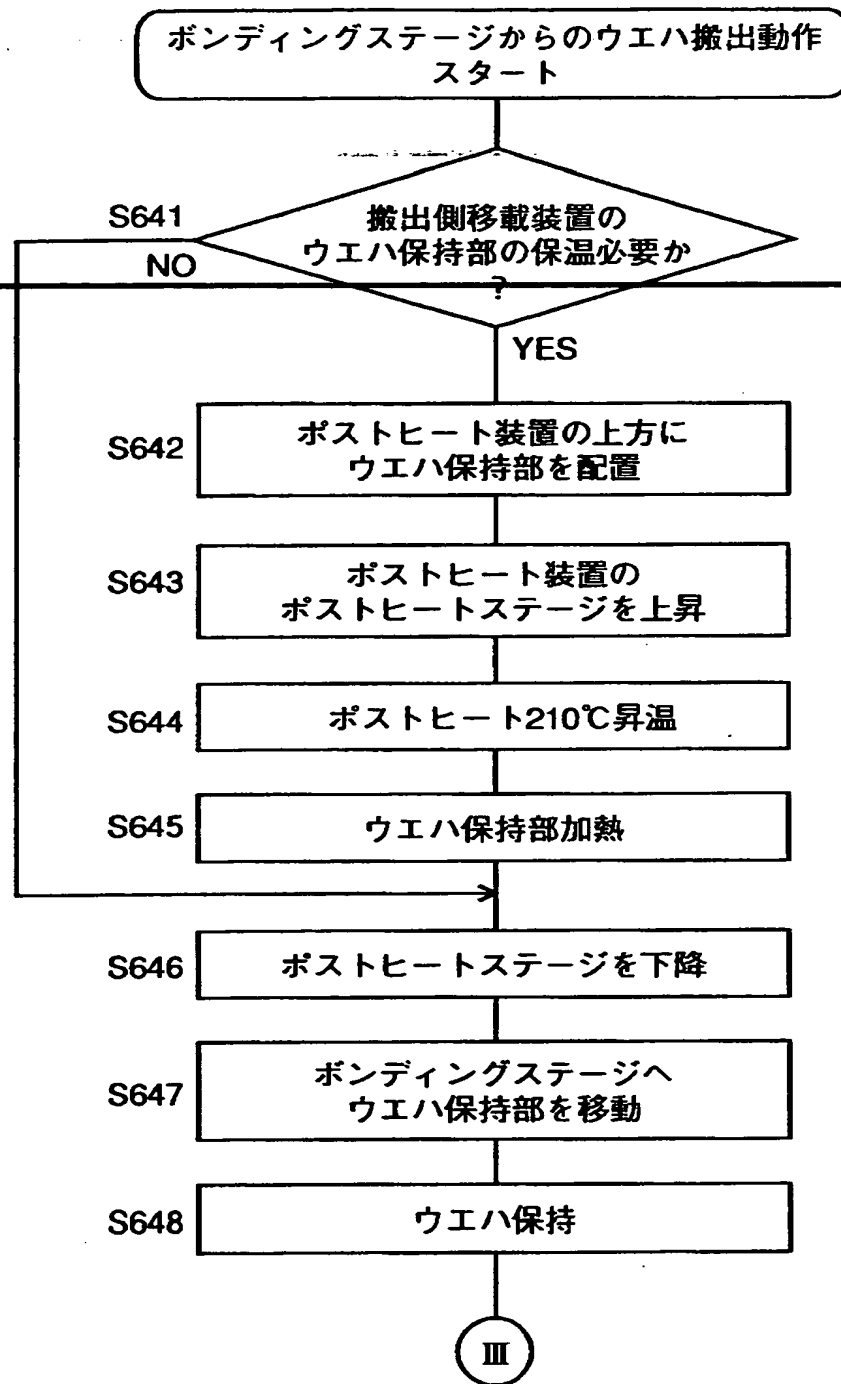 ボンディングステージからのウエハ搬出動作
スタート
S641
搬出側移載装置の
ウエハ保持部の保温必要か
?
NO
YES
S642
ポストヒート装置の上方に
ウエハ保持部を配置
S643
ポストヒート装置の
ポストヒートステージを上昇
S644
ポストヒート210℃昇温
S645
ウエハ保持部加熱
S646
ポストヒートステージを下降
S647
ボンディングステージへ
ウエハ保持部を移動
S648
ウエハ保持
III